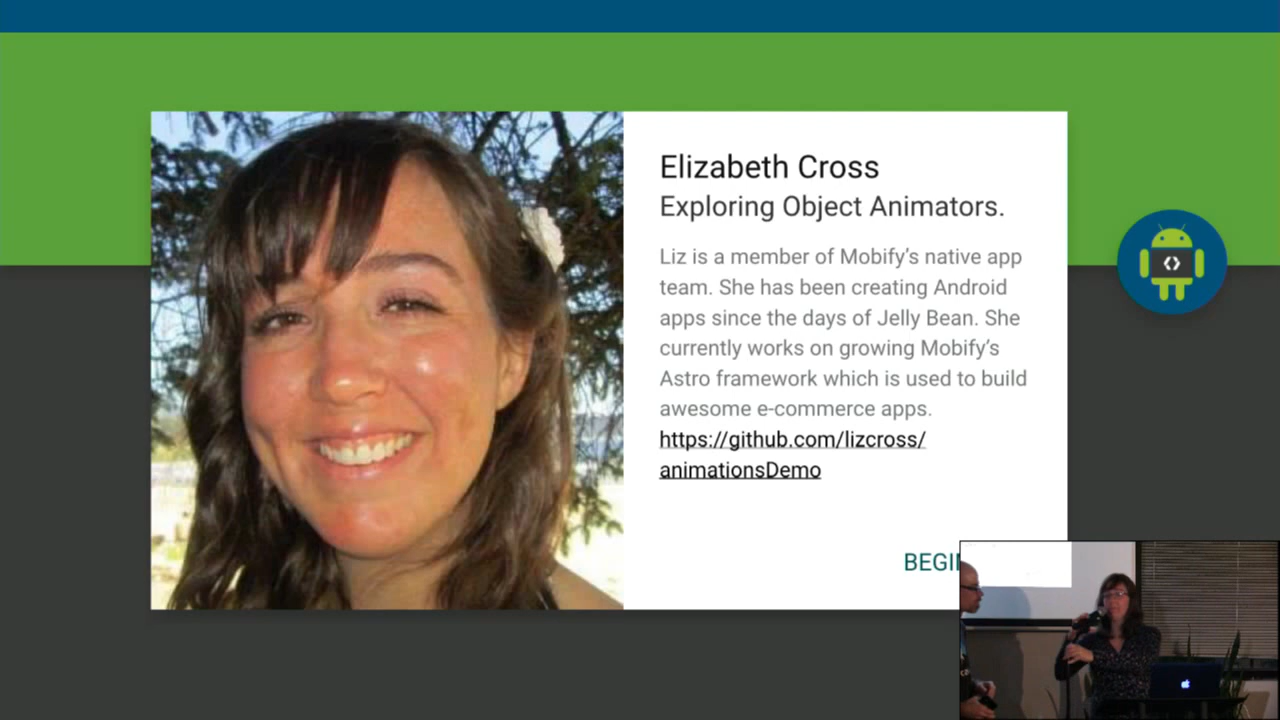 Elizabeth Cross
Exploring Object Animators.
Liz is a member of Mobify’s native app
team. She has been creating Android
apps since the days of Jelly Bean. She
currently works on growing Mobify’s
Astro framework which is used to build
awesome e-commerce apps.
https://github.com/lizcross/
animationsDemo